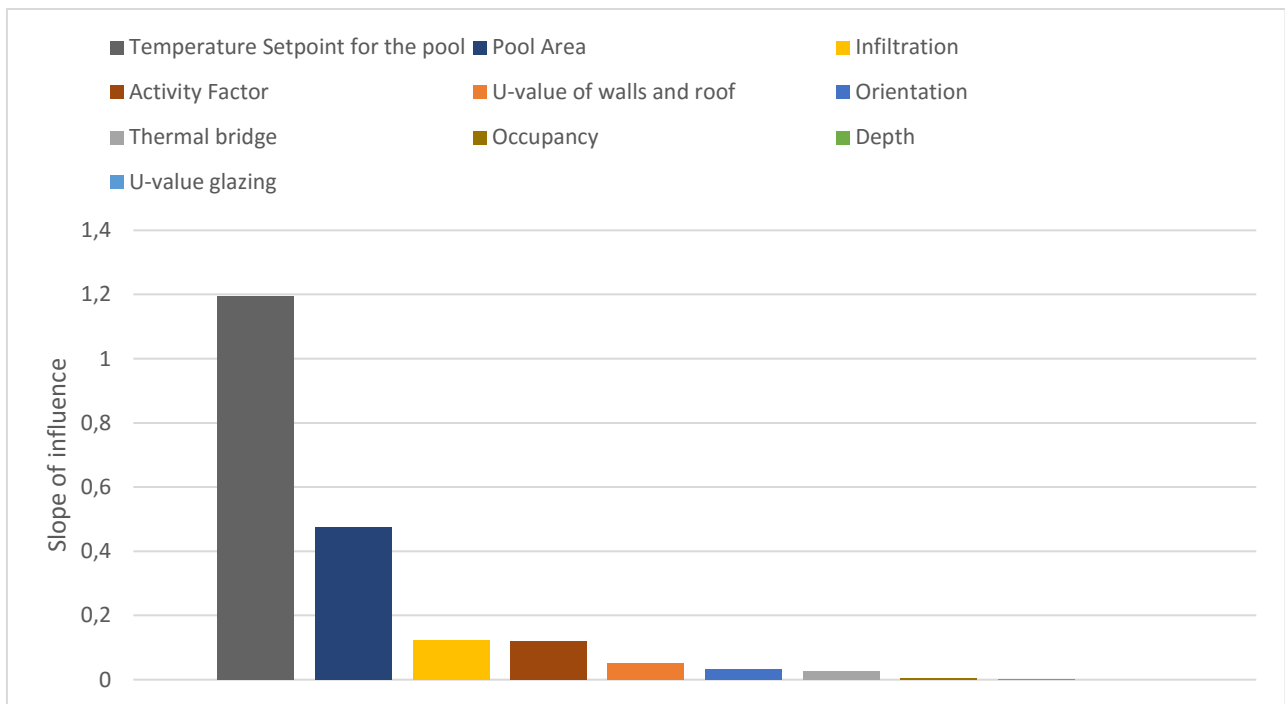 Temperature Setpoint for the pool Pool Area Infiltration
Activity Factor U-value of walls and roof Orientation
Thermal bridge Occupancy Depth
U-value glazing
1,4
1,2
1
0,8
0,6
0,4
0,2
0
Slope of influence